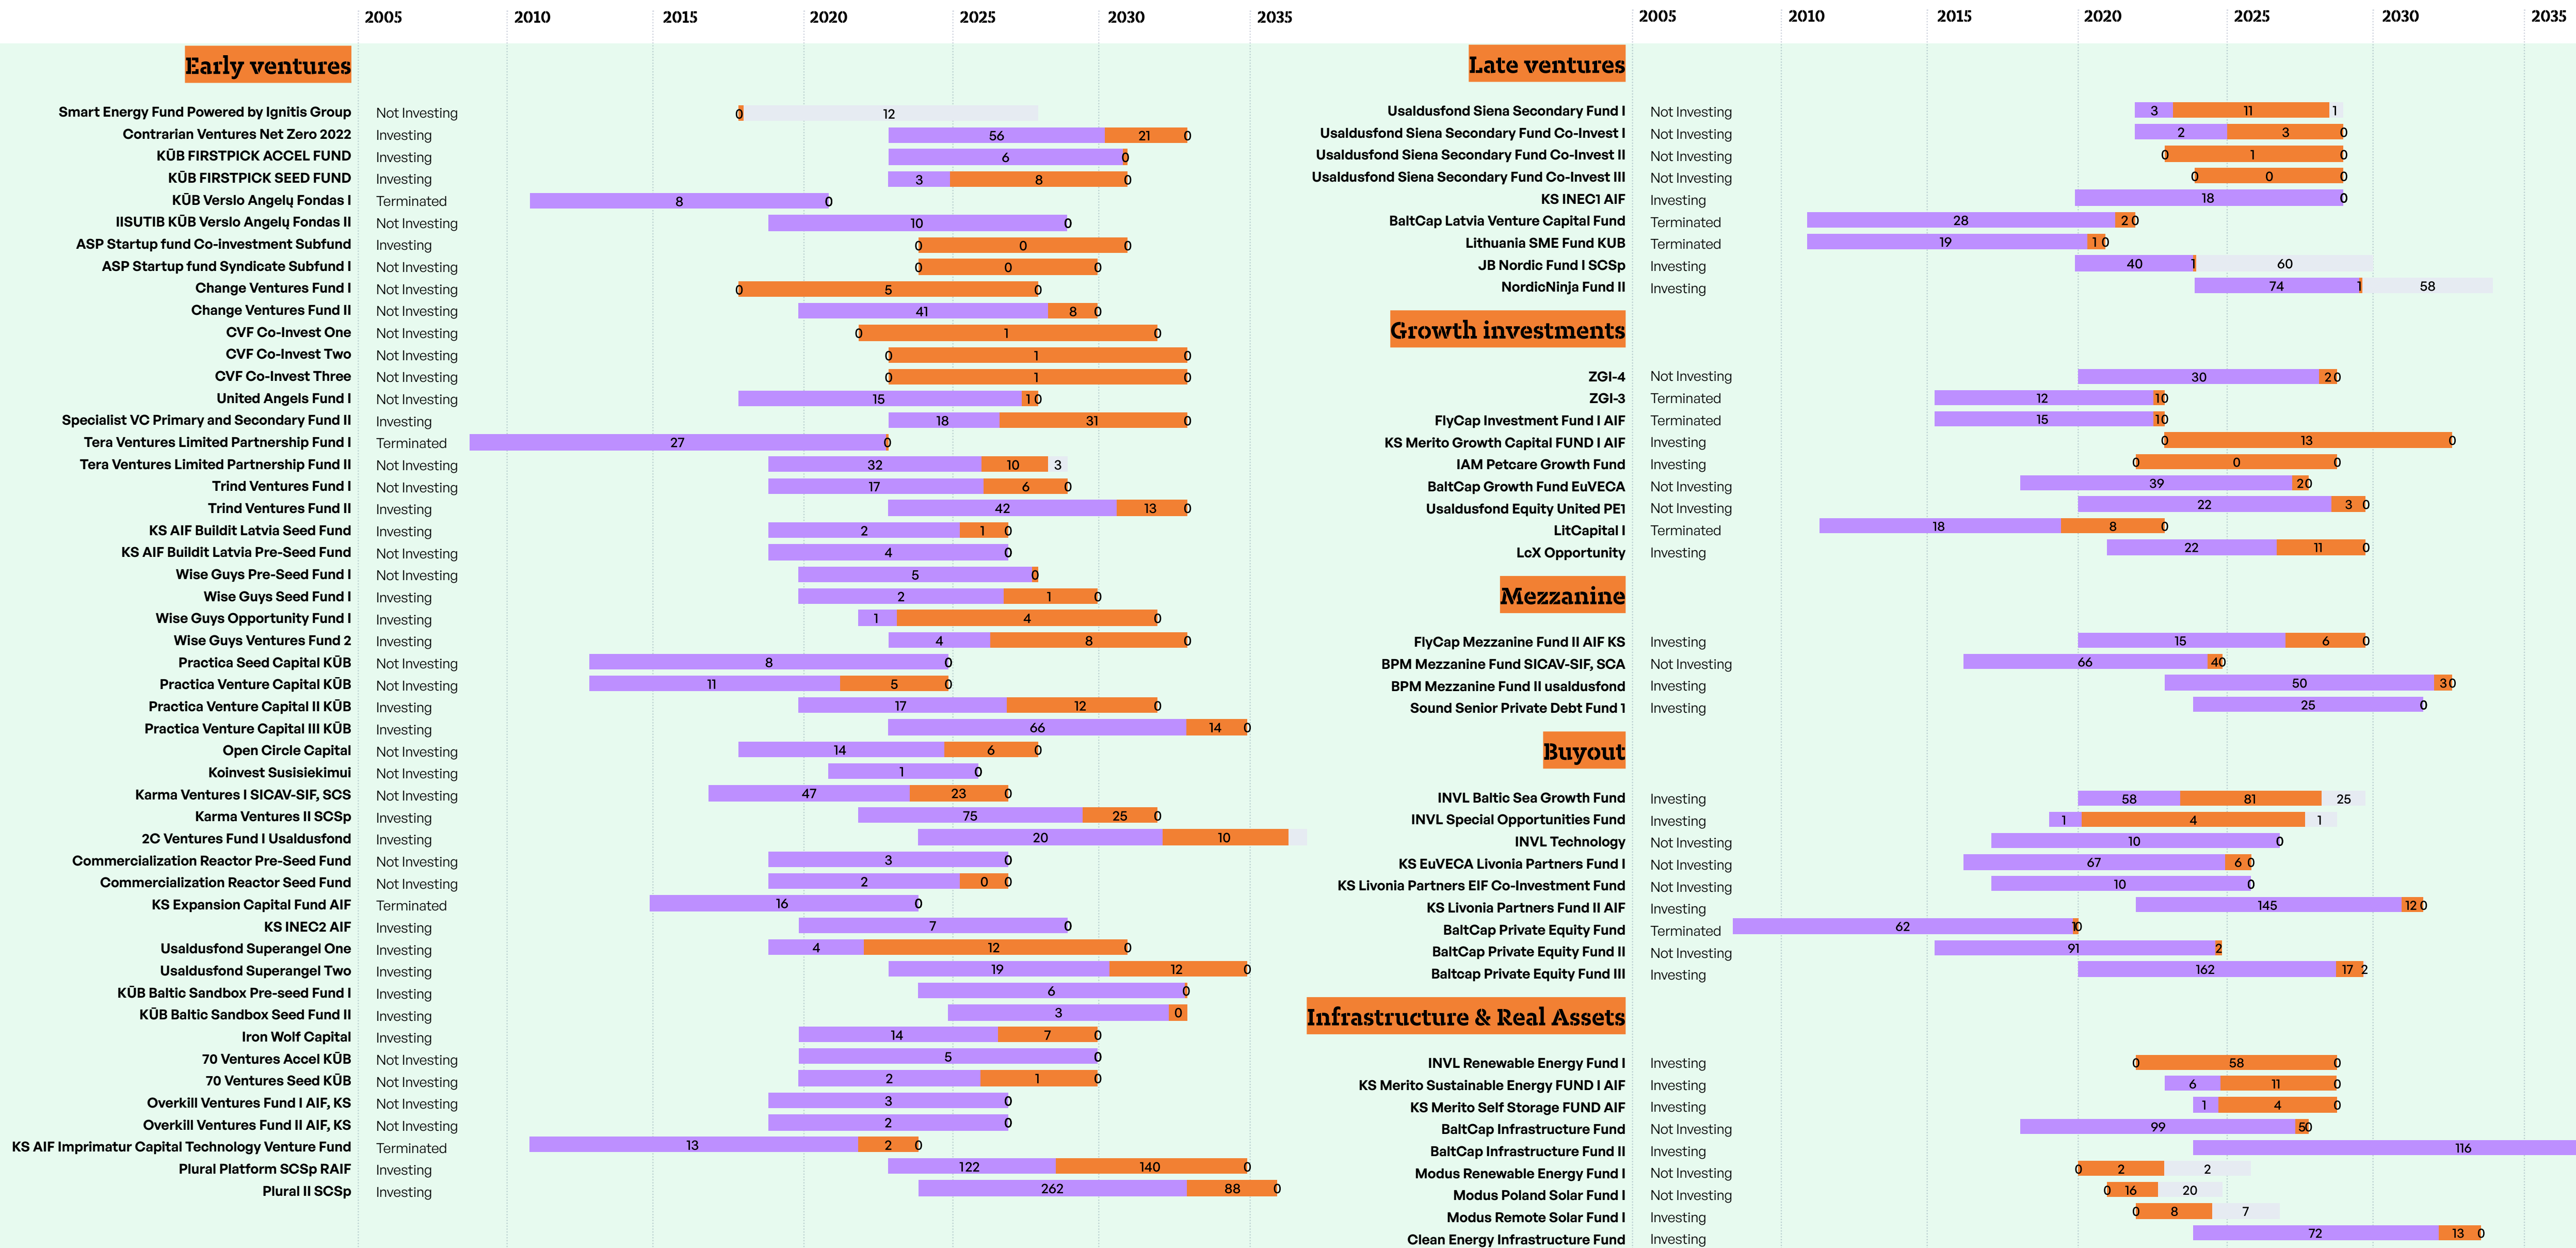 2005 2010 2015 2020 2025 2030 2035
Early ventures
Smart Energy Fund Powered by Ignitis Group Not Investing 0 12
Contrarian Ventures Net Zero 2022 Investing 56 21 0
KŪB FIRSTPICK ACCEL FUND Investing 6 0
KŪB FIRSTPICK SEED FUND Investing 3 8 0
KŪB Verslo Angelų Fondas I Terminated 8 0
IISUTIB KŪB Verslo Angelų Fondas II Not Investing 10 0
ASP Startup fund Co-investment Subfund Investing 0 0 0
ASP Startup fund Syndicate Subfund I Not Investing 0 0 0
Change Ventures Fund I Not Investing 0 5 0
Change Ventures Fund II Not Investing 41 8 0
CVF Co-Invest One Not Investing 0 1 0
CVF Co-Invest Two Not Investing 0 1 0
CVF Co-Invest Three Not Investing 0 1 0
United Angels Fund I Not Investing 15 1 0
Specialist VC Primary and Secondary Fund II Investing 18 31 0
Tera Ventures Limited Partnership Fund I Terminated 27 0
Tera Ventures Limited Partnership Fund II Not Investing 32 10 3
Trind Ventures Fund I Not Investing 17 6 0
Trind Ventures Fund II Investing 42 13 0
KS AIF Buildit Latvia Seed Fund Investing 2 1 0
KS AIF Buildit Latvia Pre-Seed Fund Not Investing 4 0
Wise Guys Pre-Seed Fund I Not Investing 5 0
Wise Guys Seed Fund I Investing 2 1 0
Wise Guys Opportunity Fund I Investing 1 4 0
Wise Guys Ventures Fund 2 Investing 4 8 0
Practica Seed Capital KŪB Not Investing 8 0
Practica Venture Capital KŪB Not Investing 11 5 0
Practica Venture Capital II KŪB Investing 17 12 0
Practica Venture Capital III KŪB Investing 66 14 0
Open Circle Capital Not Investing 14 6 0
Koinvest Susisiekimui Not Investing 1 0
Karma Ventures I SICAV-SIF, SCS Not Investing 47 23 0
Karma Ventures II SCSp Investing 75 25 0
2C Ventures Fund I Usaldusfond Investing 20 10
Commercialization Reactor Pre-Seed Fund Not Investing 3 0
Commercialization Reactor Seed Fund Not Investing 2 0 0
KS Expansion Capital Fund AIF Terminated 16 0
KS INEC2 AIF Investing 7 0
Usaldusfond Superangel One Investing 4 12 0
Usaldusfond Superangel Two Investing 19 12 0
KŪB Baltic Sandbox Pre-seed Fund I Investing 6 0
KŪB Baltic Sandbox Seed Fund II Investing 3 0
Iron Wolf Capital Investing 14 7 0
70 Ventures Accel KŪB Not Investing 5 0
70 Ventures Seed KŪB Not Investing 2 1 0
Overkill Ventures Fund I AIF, KS Not Investing 3 0
Overkill Ventures Fund II AIF, KS Not Investing 2 0
KS AIF Imprimatur Capital Technology Venture Fund Terminated 13 2 0
Plural Platform SCSp RAIF Investing 122 140 0
Plural II SCSp Investing 262 88 0
2005 2010 2015 2020 2025 2030 2035
Late ventures
Usaldusfond Siena Secondary Fund I Not Investing 3 11 1
Usaldusfond Siena Secondary Fund Co-Invest I Not Investing 2 3 0
Usaldusfond Siena Secondary Fund Co-Invest II Not Investing 0 1 0
Usaldusfond Siena Secondary Fund Co-Invest III Not Investing 0 0 0
KS INEC1 AIF Investing 18 0
BaltCap Latvia Venture Capital Fund Terminated 28 2 0
Lithuania SME Fund KUB Terminated 19 1 0
JB Nordic Fund I SCSp Investing 40 1 60
NordicNinja Fund II Investing 74 1 58
Growth investments
ZGI-4 Not Investing 30 2 0
ZGI-3 Terminated 12 1 0
FlyCap Investment Fund I AIF Terminated 15 1 0
KS Merito Growth Capital FUND I AIF Investing 0 13 0
IAM Petcare Growth Fund Investing 0 0 0
BaltCap Growth Fund EuVECA Not Investing 39 2 0
Usaldusfond Equity United PE1 Not Investing 22 3 0
LitCapital I Terminated 18 8 0
LcX Opportunity Investing 22 11 0
Mezzanine
FlyCap Mezzanine Fund II AIF KS Investing 15 6 0
BPM Mezzanine Fund SICAV-SIF, SCA Not Investing 66 4 0
BPM Mezzanine Fund II usaldusfond Investing 50 3 0
Sound Senior Private Debt Fund 1 Investing 25 0
Buyout
INVL Baltic Sea Growth Fund Investing 58 81 25
INVL Special Opportunities Fund Investing 1 4 1
INVL Technology Not Investing 10 0
KS EuVECA Livonia Partners Fund I Not Investing 67 6 0
KS Livonia Partners EIF Co-Investment Fund Not Investing 10 0
KS Livonia Partners Fund II AIF Investing 145 12 0
BaltCap Private Equity Fund Terminated 62 1 0
BaltCap Private Equity Fund II Not Investing 91 2
Baltcap Private Equity Fund III Investing 162 17 2
Infrastructure & Real Assets
INVL Renewable Energy Fund I Investing 0 58 0
KS Merito Sustainable Energy FUND I AIF Investing 6 11 0
KS Merito Self Storage FUND AIF Investing 1 4 0
BaltCap Infrastructure Fund Not Investing 99 5 0
BaltCap Infrastructure Fund II Investing 116
Modus Renewable Energy Fund I Not Investing 0 2 2
Modus Poland Solar Fund I Not Investing 0 16 20
Modus Remote Solar Fund I Investing 0 8 7
Clean Energy Infrastructure Fund Investing 72 13 0